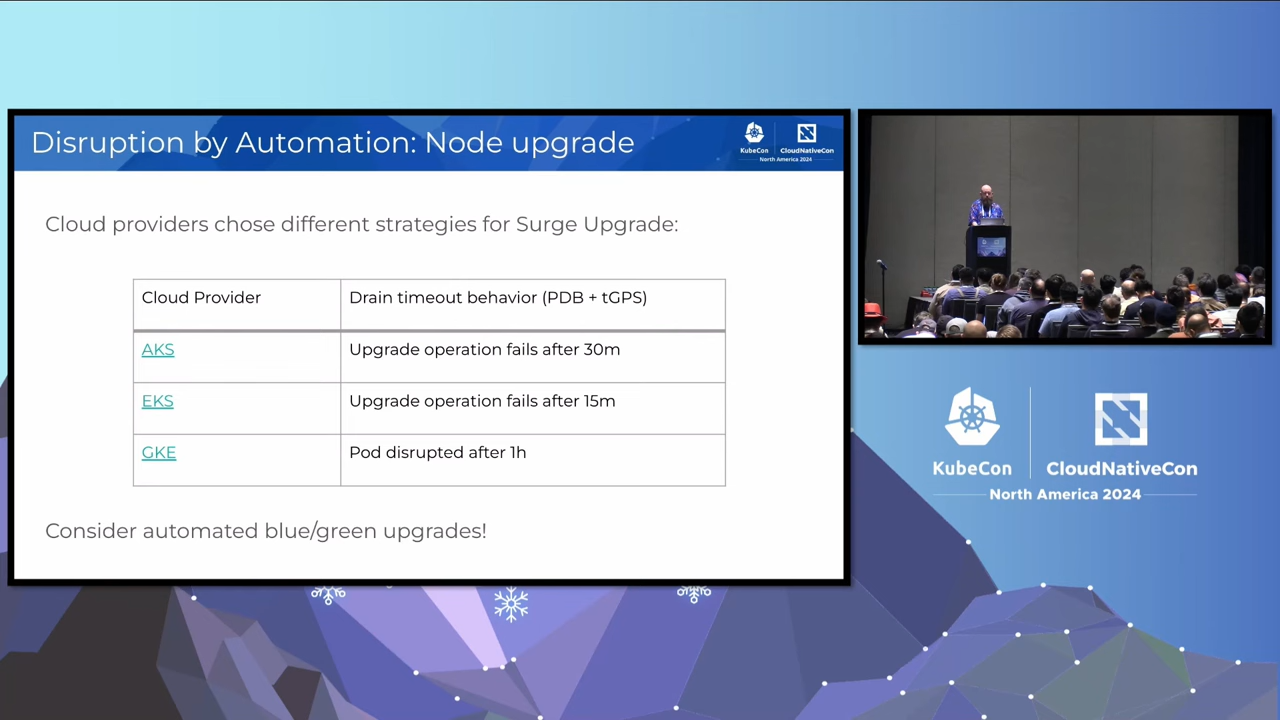 Disruption by Automation: Node upgrade
KubeCon
CloudNativeCon
North America 2024
Cloud providers chose different strategies for Surge Upgrade:
Cloud Provider
Drain timeout behavior (PDB + tGPS)
AKS
Upgrade operation fails after 30m
EKS
Upgrade operation fails after 15m
GKE
Pod disrupted after 1h
Consider automated blue/green upgrades!
KubeCon
CloudNativeCon
North America 2024